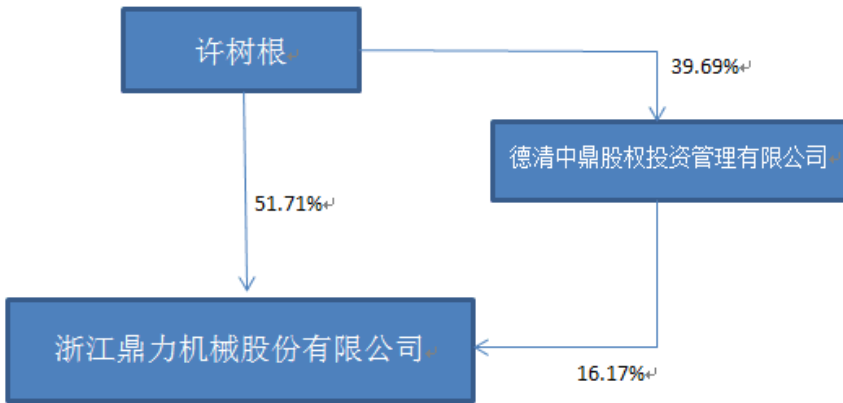 许树根
39.69%
德清中鼎股权投资管理有限公司
51.71%
浙江鼎力机械股份有限公司
16.17%